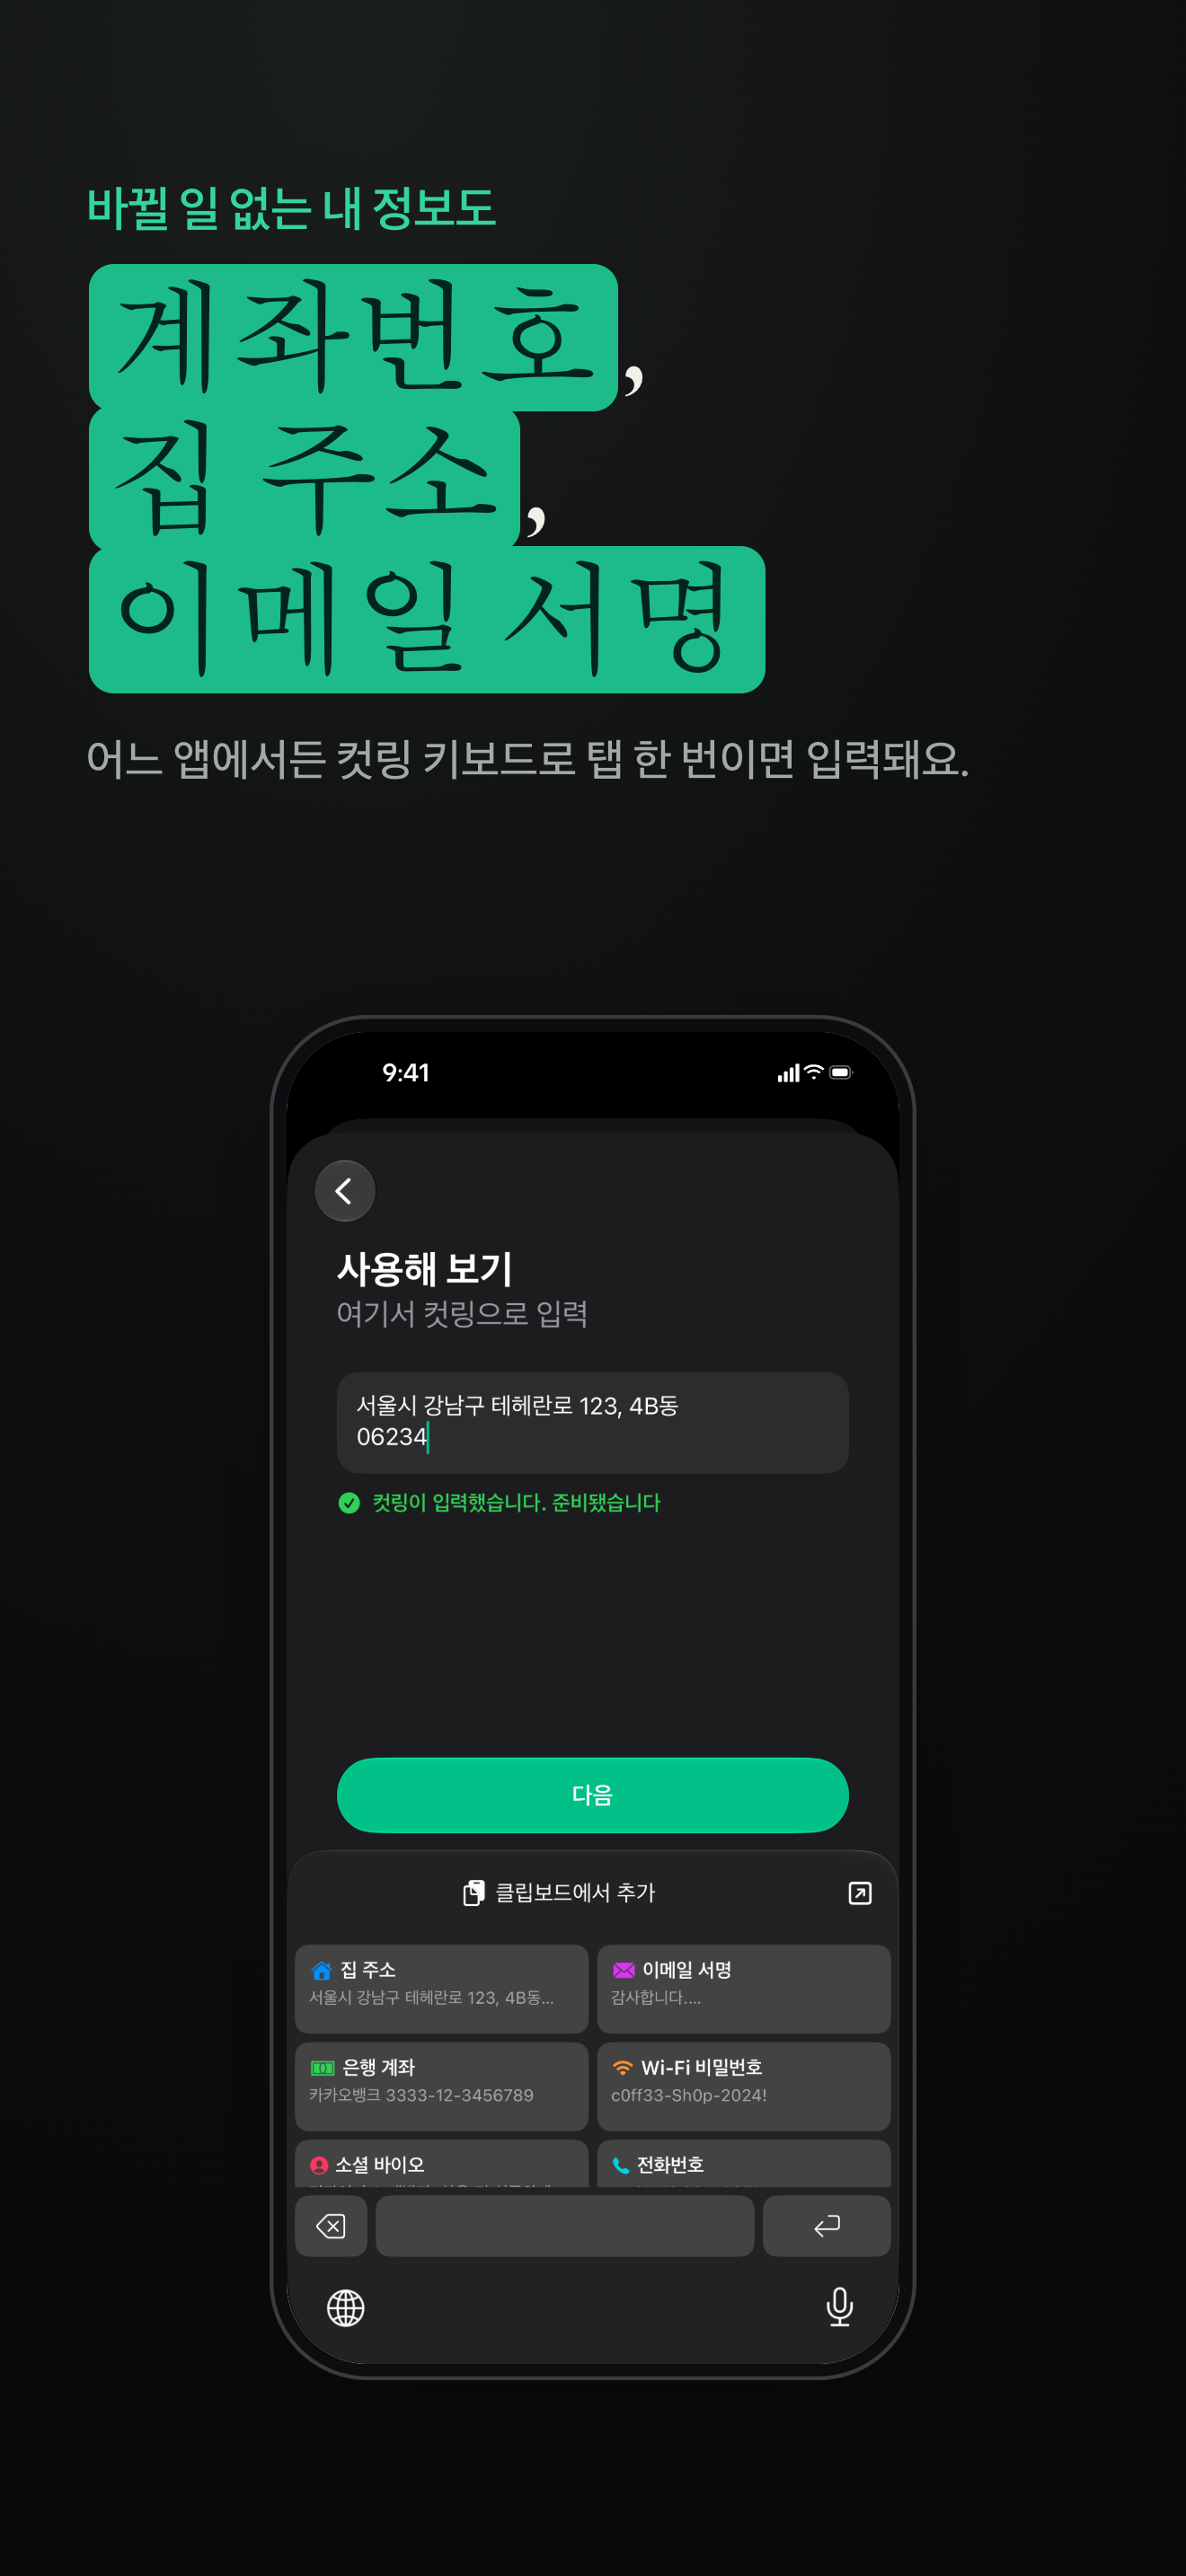 바뀔 일 없는 내 정보도
계좌번호,
집 주소,
이메일 서명
어느 앱에서든 컷링 키보드로 탭 한 번이면 입력돼요.
9:41
사용해 보기
여기서 컷링으로 입력
서울시 강남구 테헤란로 123, 4B동
06234
컷링이 입력했습니다. 준비됐습니다
다음
클립보드에서 추가
집 주소
서울시 강남구 테헤란로 123, 4B동...
이메일 서명
감사합니다....
은행 계좌
카카오뱅크 3333-12-3456789
Wi-Fi 비밀번호
c0ff33-Sh0p-2024!
소셜 바이오
전화번호